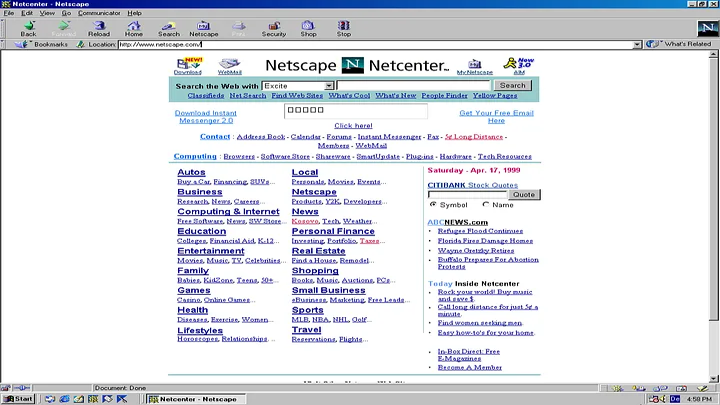 Netcenter - Netscape
File Edit View Go Communicator Help
Back Forward Reload Home Search Netscape Print Security Shop Stop
Bookmarks Location: http://www.netscape.com/ What's Related
NEW! New 3.0
Download WebMail Netscape N Netcenter My Netscape AIM
Search the Web with Excite Search
Classifieds Net Search Find Web Sites What's Cool What's New People Finder Yellow Pages
Download Instant Messenger 2.0
Click here!
Get Your Free Email Here
Contact : Address Book - Calendar - Forums - Instant Messenger - Fax - 5¢ Long Distance -
Members - WebMail
Computing : Browsers - Software Store - Shareware - SmartUpdate - Plug-ins - Hardware - Tech Resources
Autos
Buy a Car, Financing, SUVs...
Business
Research, News, Careers...
Computing & Internet
Free Software, News, SW Store...
Education
Colleges, Financial Aid, K-12...
Entertainment
Movies, Music, TV, Celebrities...
Family
Babies, KidZone, Teens, 50+...
Games
Casino, Online Games...
Health
Diseases, Exercise, Women...
Lifestyles
Horoscopes, Relationships, ...
Local
Personals, Movies, Events...
Netscape
Products, Y2K, Developers...
News
Kosovo, Tech, Weather...
Personal Finance
Investing, Portfolio, Taxes...
Real Estate
Find a House, Remodel...
Shopping
Books, Music, Auctions, PCs...
Small Business
eBusiness, Marketing, Free Leads...
Sports
MLB, NBA, NHL, Golf...
Travel
Reservations, Flights...
Saturday - Apr. 17, 1999
CITIBANK Stock Quotes
Quote
Symbol Name
ABCNEWS.com
Refugee Flood Continues
Florida Fires Damage Homes
Wayne Gretzky Retires
Buffalo Prepares For Abortion
Protests
Today Inside Netcenter
Rock your world! Buy music
and save $.
Call long distance for just 5¢ a
minute.
Find women seeking men.
Easy how-to's for your home.
In-Box Direct: Free
E-Magazines
Become A Member
Document: Done
Start Netcenter - Netscape De 4:58 PM